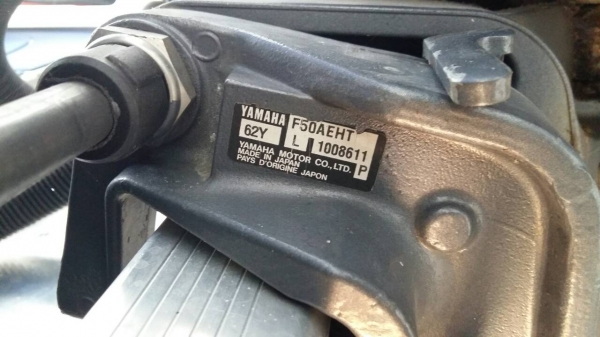 YAMAHA F50AEHT
62Y L 1008611
YAMAHA MOTOR CO., LTD. P
MADE IN JAPAN
PAYS D'ORIGINE JAPON